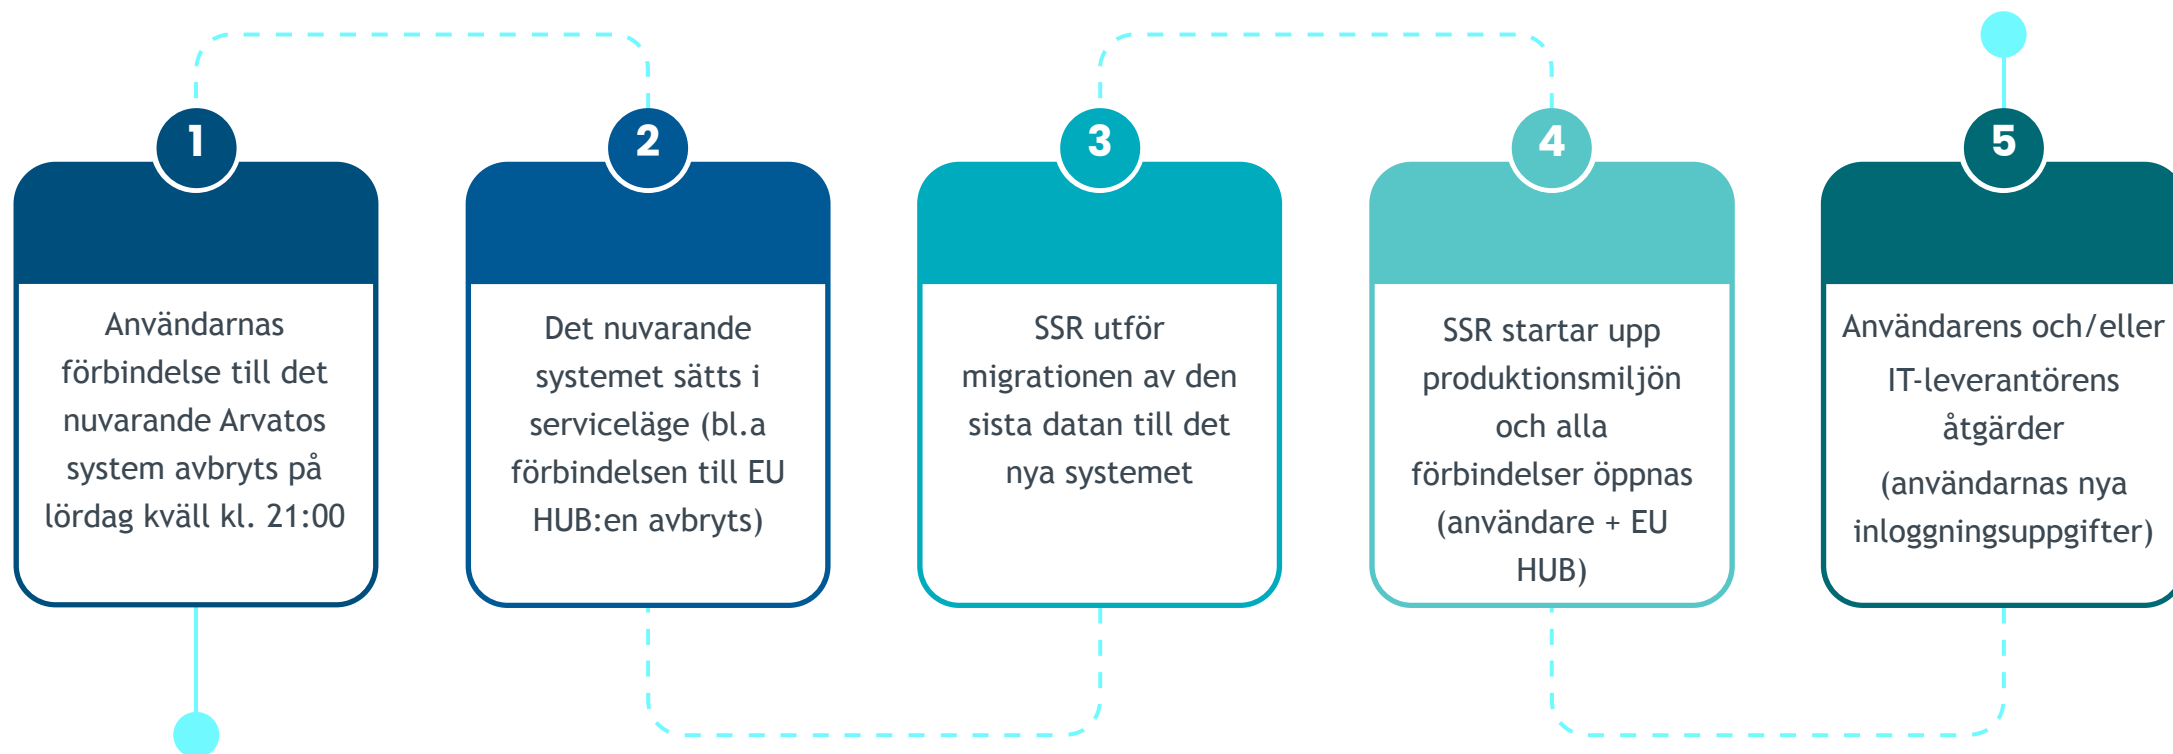 1
Användarnas
förbindelse till det
nuvarande Arvatos
system avbryts på
lördag kväll kl. 21:00
2
Det nuvarande
systemet sätts i
serviceläge (bl.a
förbindelsen till EU
HUB:en avbryts)
3
SSR utför
migrationen av den
sista datan till det
nya systemet
4
SSR startar upp
produktionsmiljön
och alla
förbindelser öppnas
(användare + EU
HUB)
5
Användarens och/eller
IT-leverantörens
åtgärder
(användarnas nya
inloggningsuppgifter)